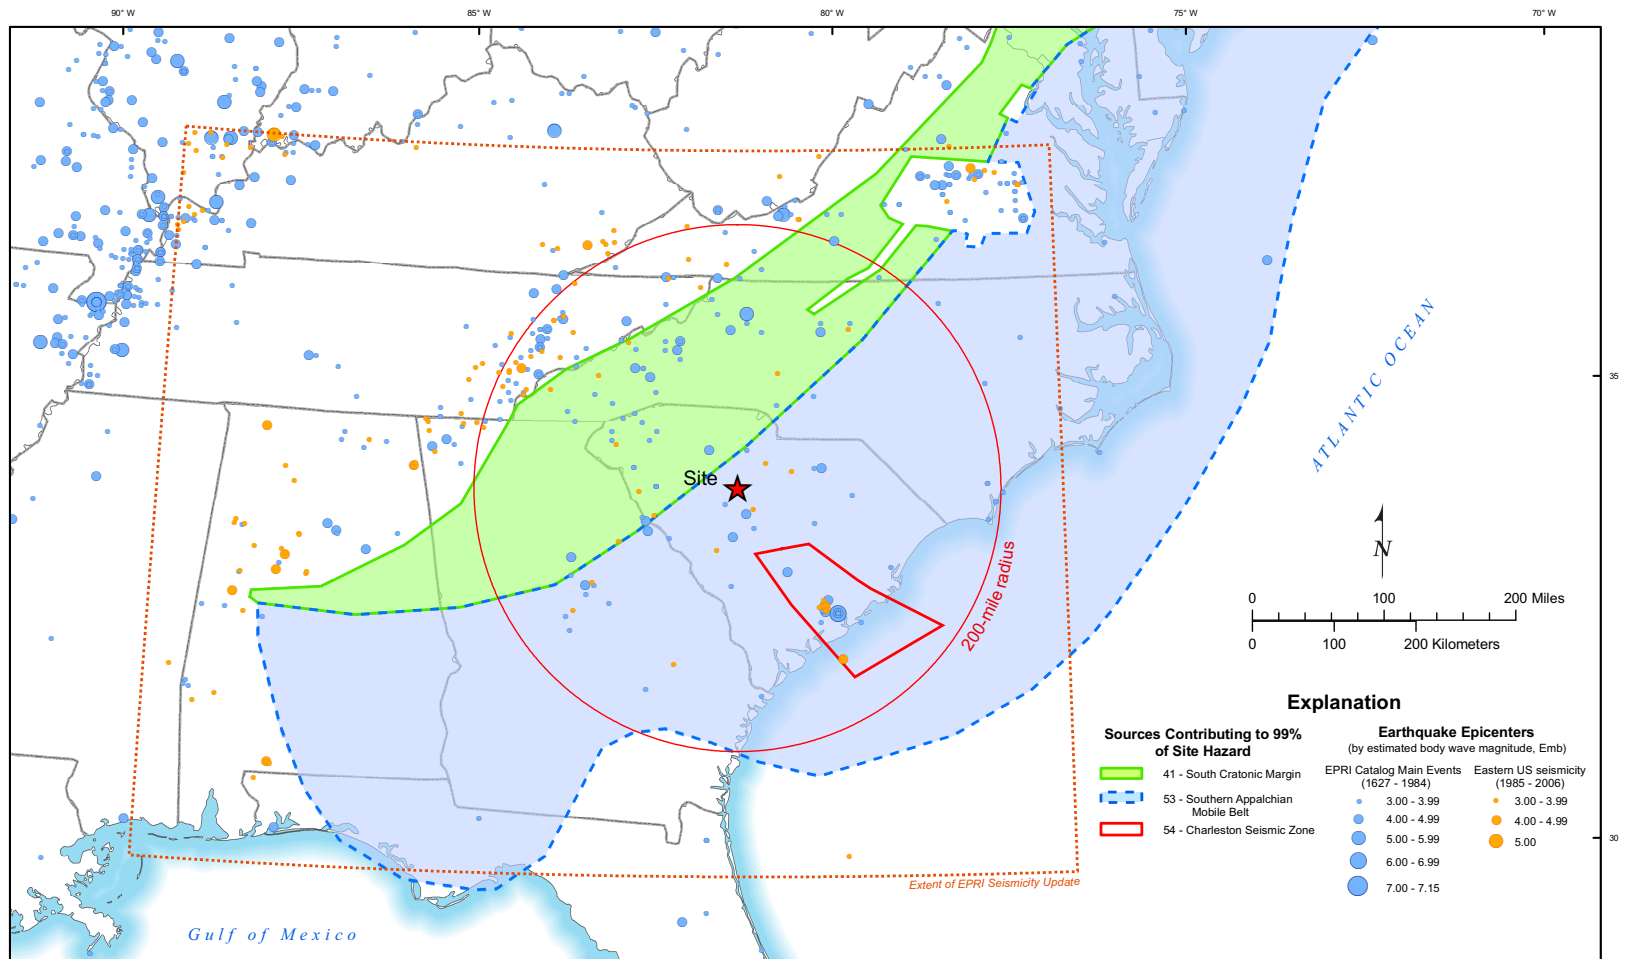 90° W
85° W
80° W
75° W
70° W
35
30
ATLANTIC OCEAN
Site
200-mile radius
N
0 100 200 Miles
0 100 200 Kilometers
Explanation
Sources Contributing to 99%
of Site Hazard
41 - South Cratonic Margin
53 - Southern Appalchian
Mobile Belt
54 - Charleston Seismic Zone
Earthquake Epicenters
(by estimated body wave magnitude, Emb)
EPRI Catalog Main Events
(1627 - 1984)
3.00 - 3.99
4.00 - 4.99
5.00 - 5.99
6.00 - 6.99
7.00 - 7.15
Eastern US seismicity
(1985 - 2006)
3.00 - 3.99
4.00 - 4.99
5.00
Extent of EPRI Seismicity Update
Gulf of Mexico